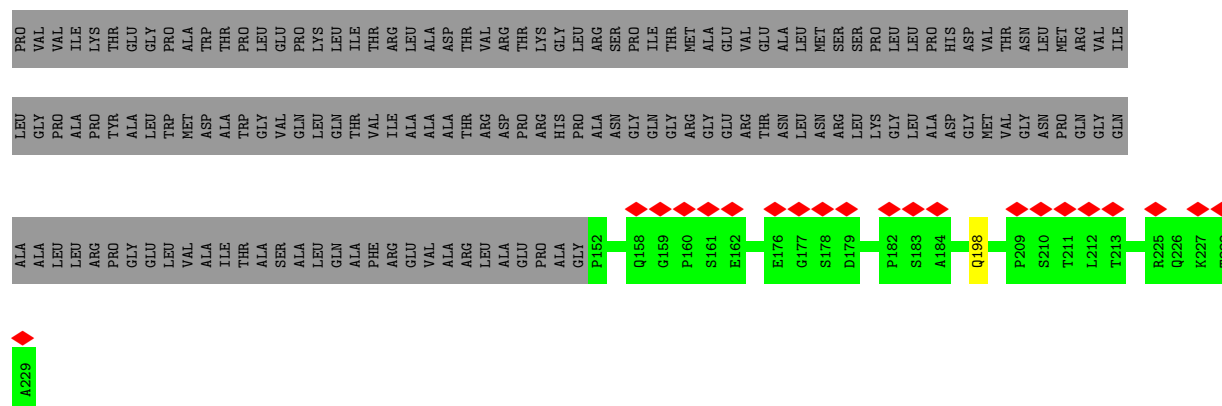 PRO VAL VAL ILE LYS THR GLU GLY PRO ALA TRP THR PRO LEU GLU PRO LYS LEU ILE THR ARG LEU ALA ASP THR VAL ARG THR LYS GLY LEU ARG SER PRO ILE THR MET ALA GLU VAL GLU ALA LEU MET SER SER PRO LEU LEU PRO HIS ASP VAL THR ASN LEU MET ARG VAL ILE
LEU GLY PRO ALA PRO TYR ALA LEU TRP MET ASP ALA TRP GLY VAL GLN LEU GLN THR VAL ILE ALA ALA ALA THR ARG ASP PRO ARG HIS PRO ALA ASN GLY GLN GLY ARG GLY GLU ARG THR ASN LEU ASN ARG LEU LYS GLY LEU ALA ASP GLY MET VAL GLY ASN PRO GLN GLY GLN
ALA ALA LEU LEU ARG PRO GLY GLU LEU VAL ALA ILE THR ALA SER ALA LEU GLN ALA PHE ARG GLU VAL ALA ARG LEU ALA GLU PRO ALA GLY P152 Q158 G159 P160 S161 E162 E176 G177 S178 D179 P182 S183 A184 Q198 P209 S210 T211 L212 T213 R225 Q226 K227
A229